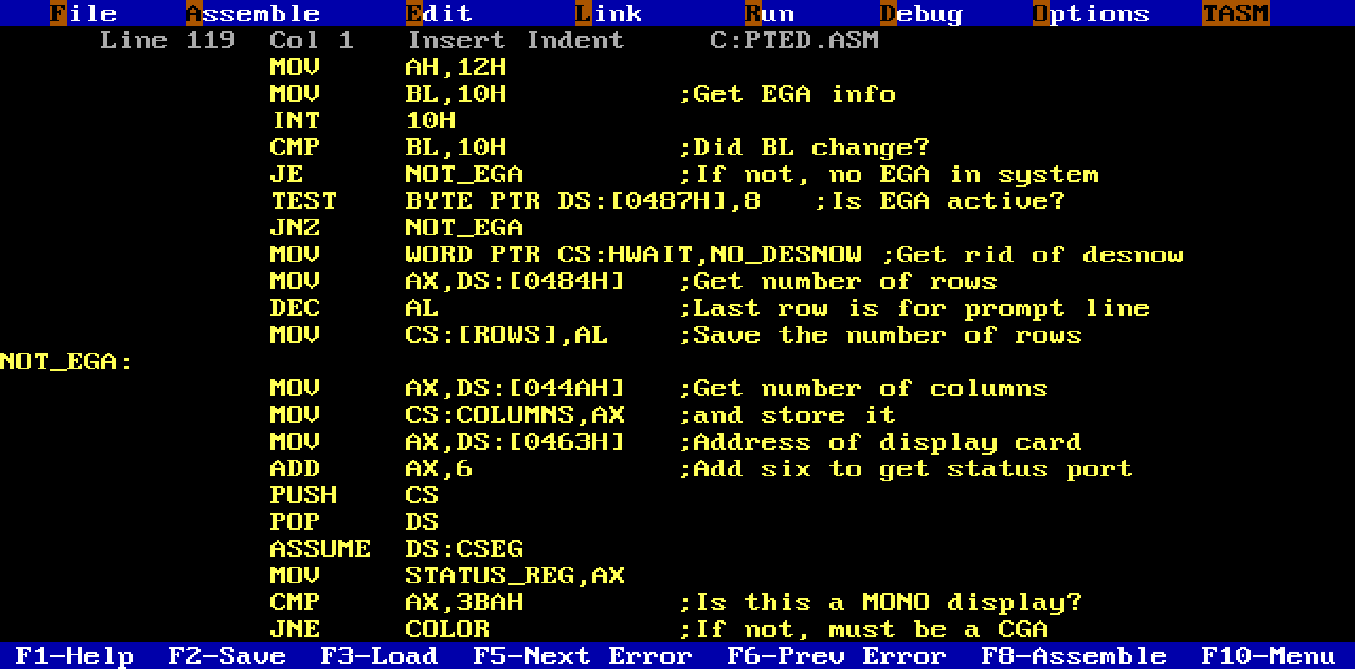 File Assemble Edit Link Run Debug Options TASM
Line 119 Col 1 Insert Indent C:PTED.ASM
MOV AH,12H
MOV BL,10H ;Get EGA info
INT 10H
CMP BL,10H ;Did BL change?
JE NOT_EGA ;If not, no EGA in system
TEST BYTE PTR DS:[0487H],8 ;Is EGA active?
JNZ NOT_EGA
MOV WORD PTR CS:HWAIT,NO_DESNOW ;Get rid of desnow
MOV AX,DS:[0484H] ;Get number of rows
DEC AL ;Last row is for prompt line
MOV CS:[ROWS],AL ;Save the number of rows
NOT_EGA:
MOV AX,DS:[044AH] ;Get number of columns
MOV CS:COLUMNS,AX ;and store it
MOV AX,DS:[0463H] ;Address of display card
ADD AX,6 ;Add six to get status port
PUSH CS
POP DS
ASSUME DS:CSEG
MOV STATUS_REG,AX
CMP AX,3BAH ;Is this a MONO display?
JNE COLOR ;If not, must be a CGA
F1-Help F2-Save F3-Load F5-Next Error F6-Prev Error F8-Assemble F10-Menu